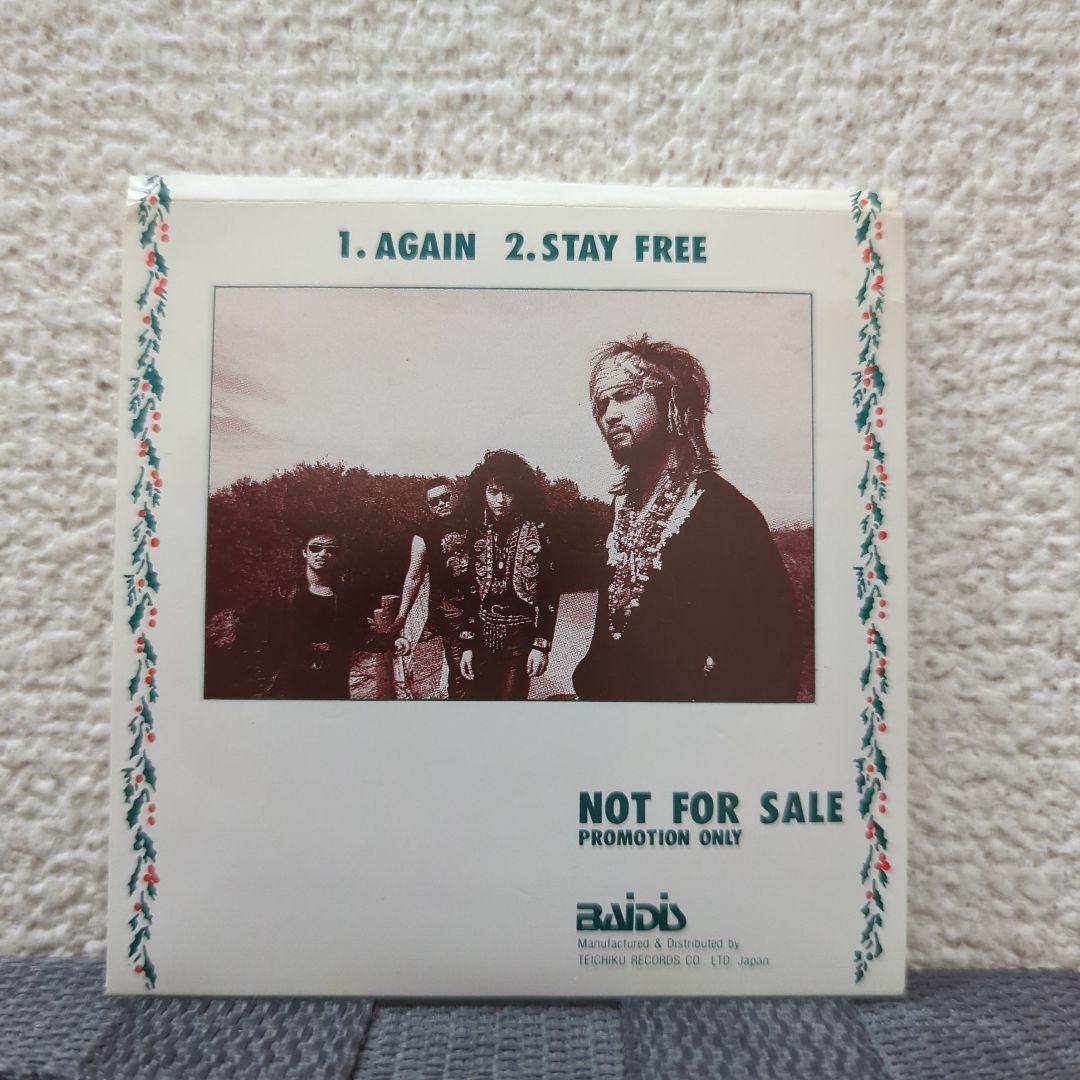 1. AGAIN 2. STAY FREE
NOT FOR SALE
PROMOTION ONLY
BAiDiS
Manufactured & Distributed by
TEICHIKU RECORDS CO. LTD. Japan